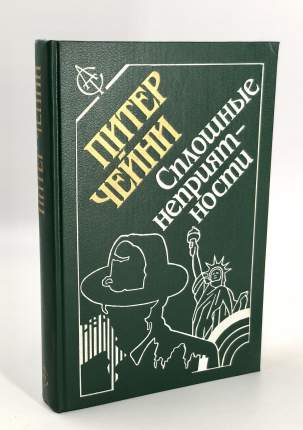 ПИТЕР
ЧЕЙНИ
Сплошные
неприят-
ности
ПИТЕР ЧЕЙНИ